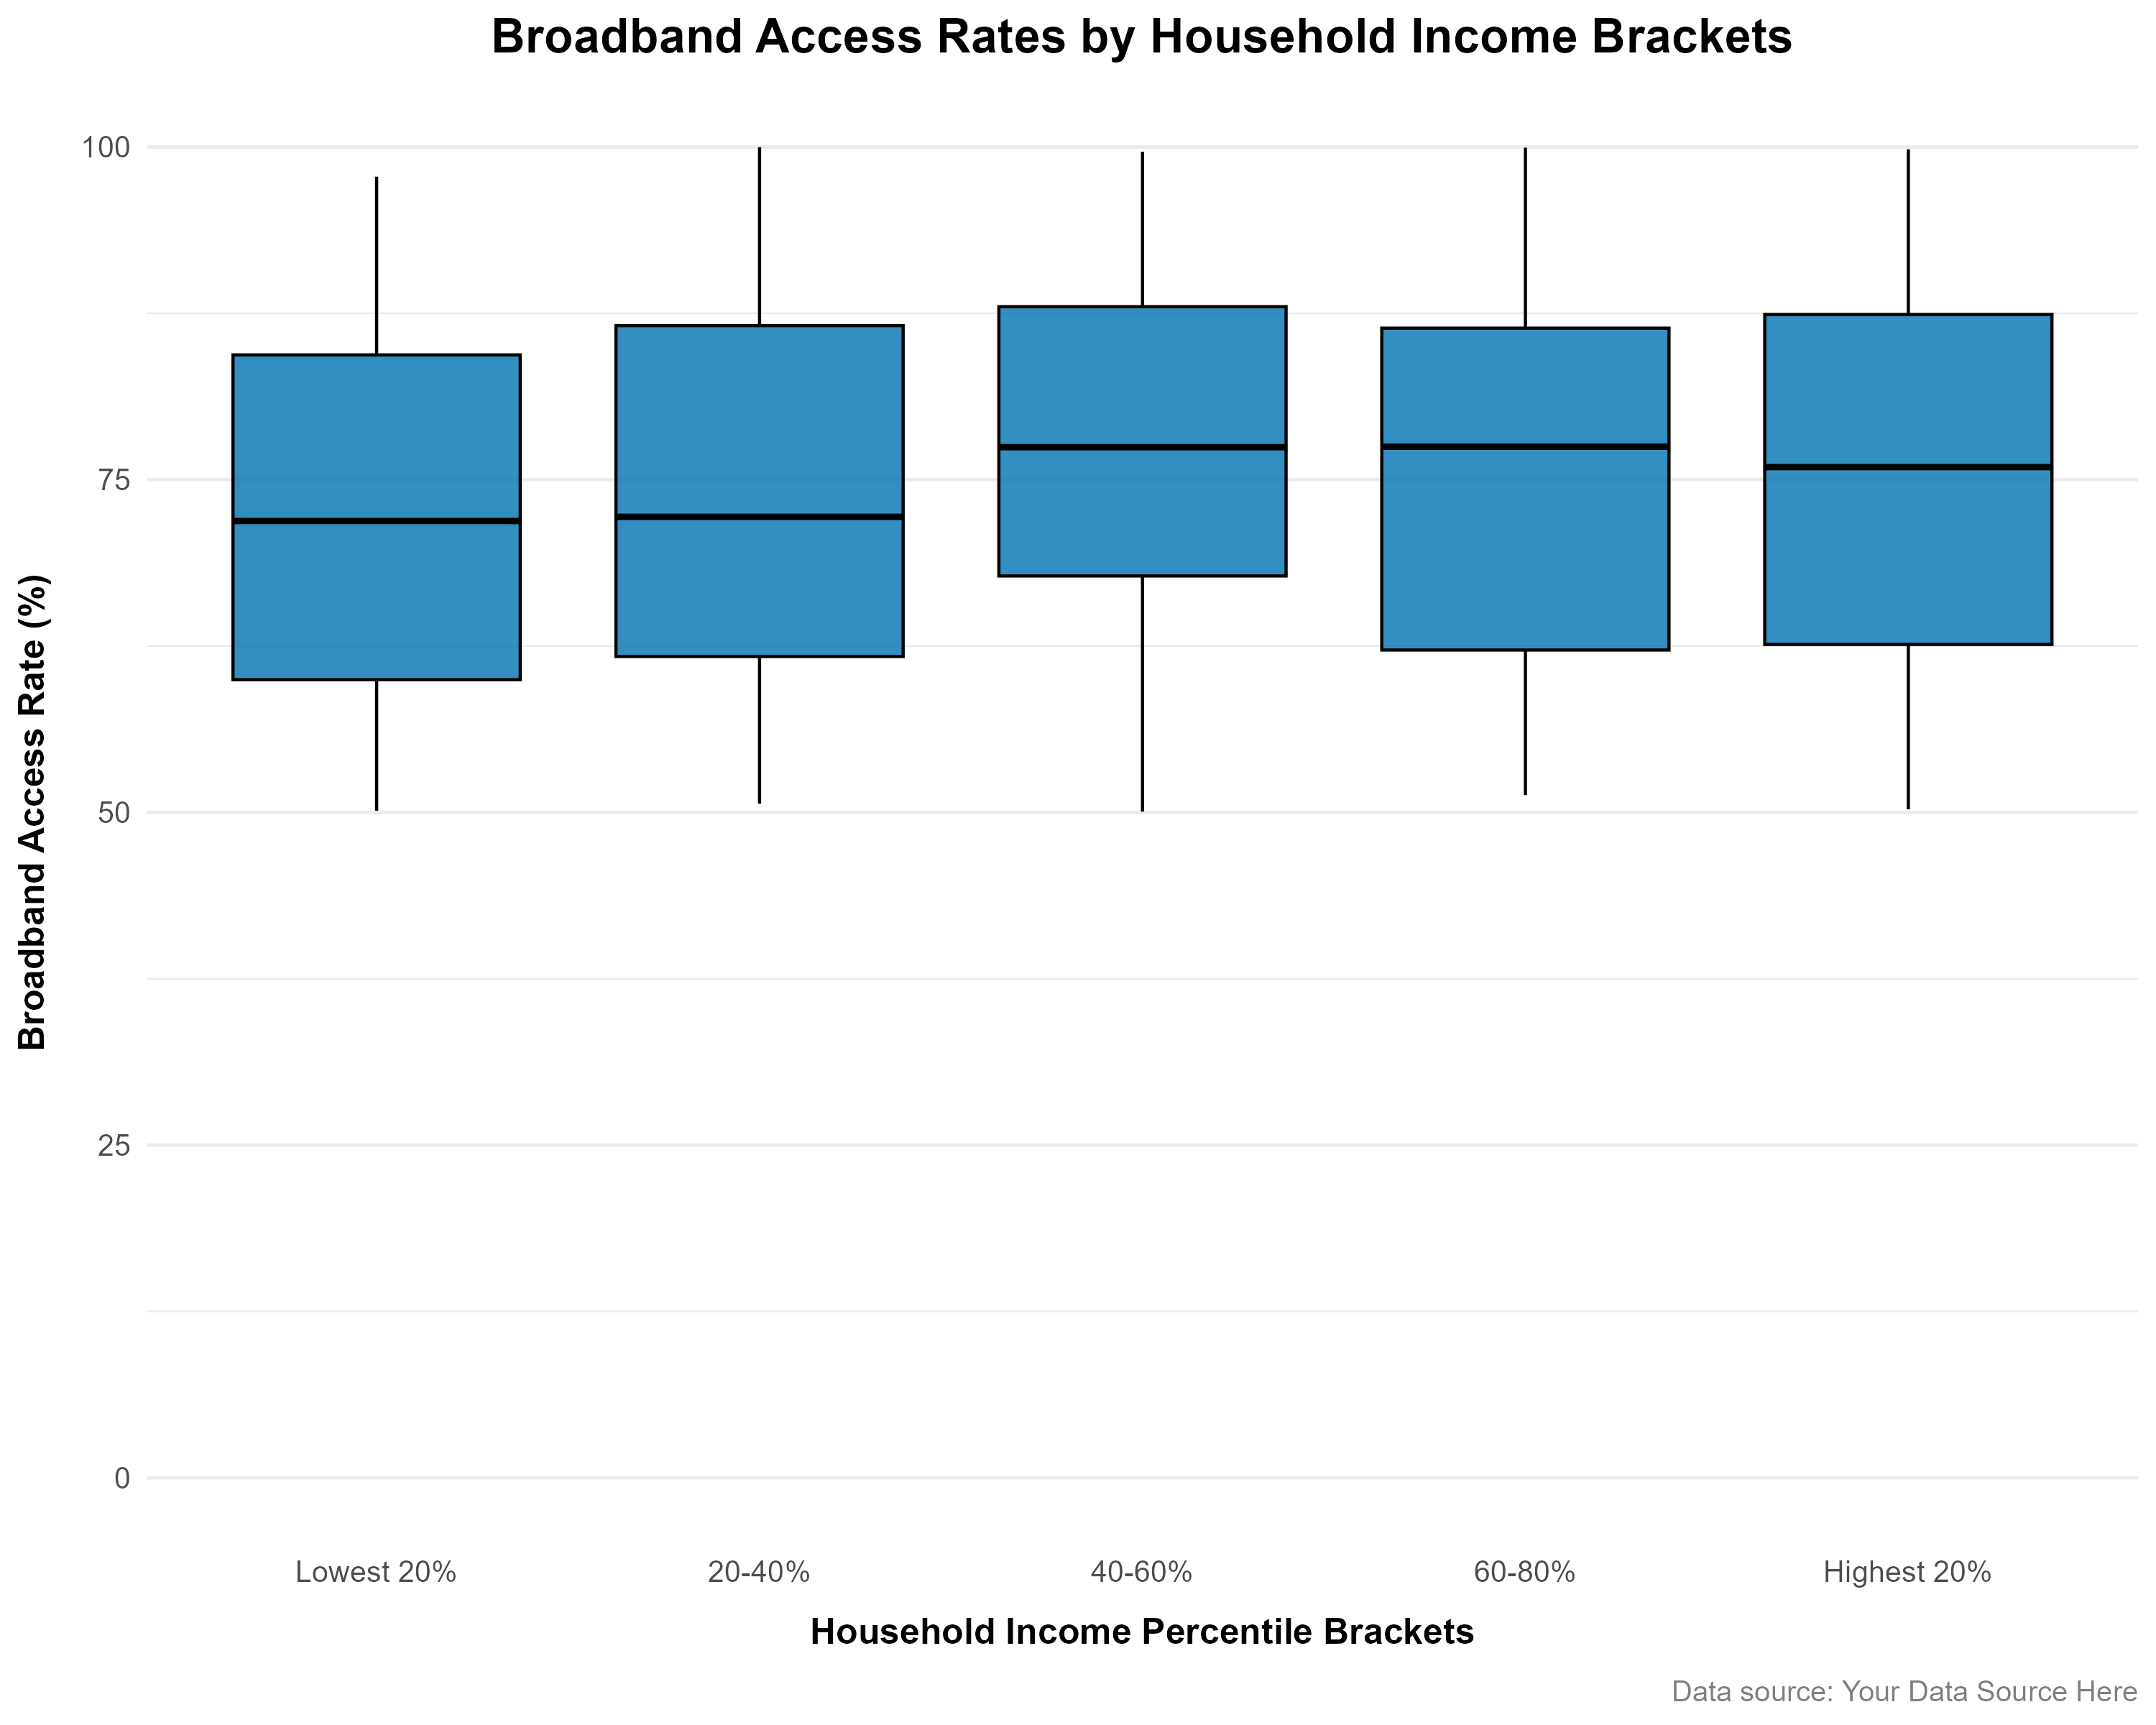 Broadband Access Rates by Household Income Brackets
100
75
50
25
0
Broadband Access Rate (%)
Lowest 20%
20-40%
40-60%
60-80%
Highest 20%
Household Income Percentile Brackets
Data source: Your Data Source Here